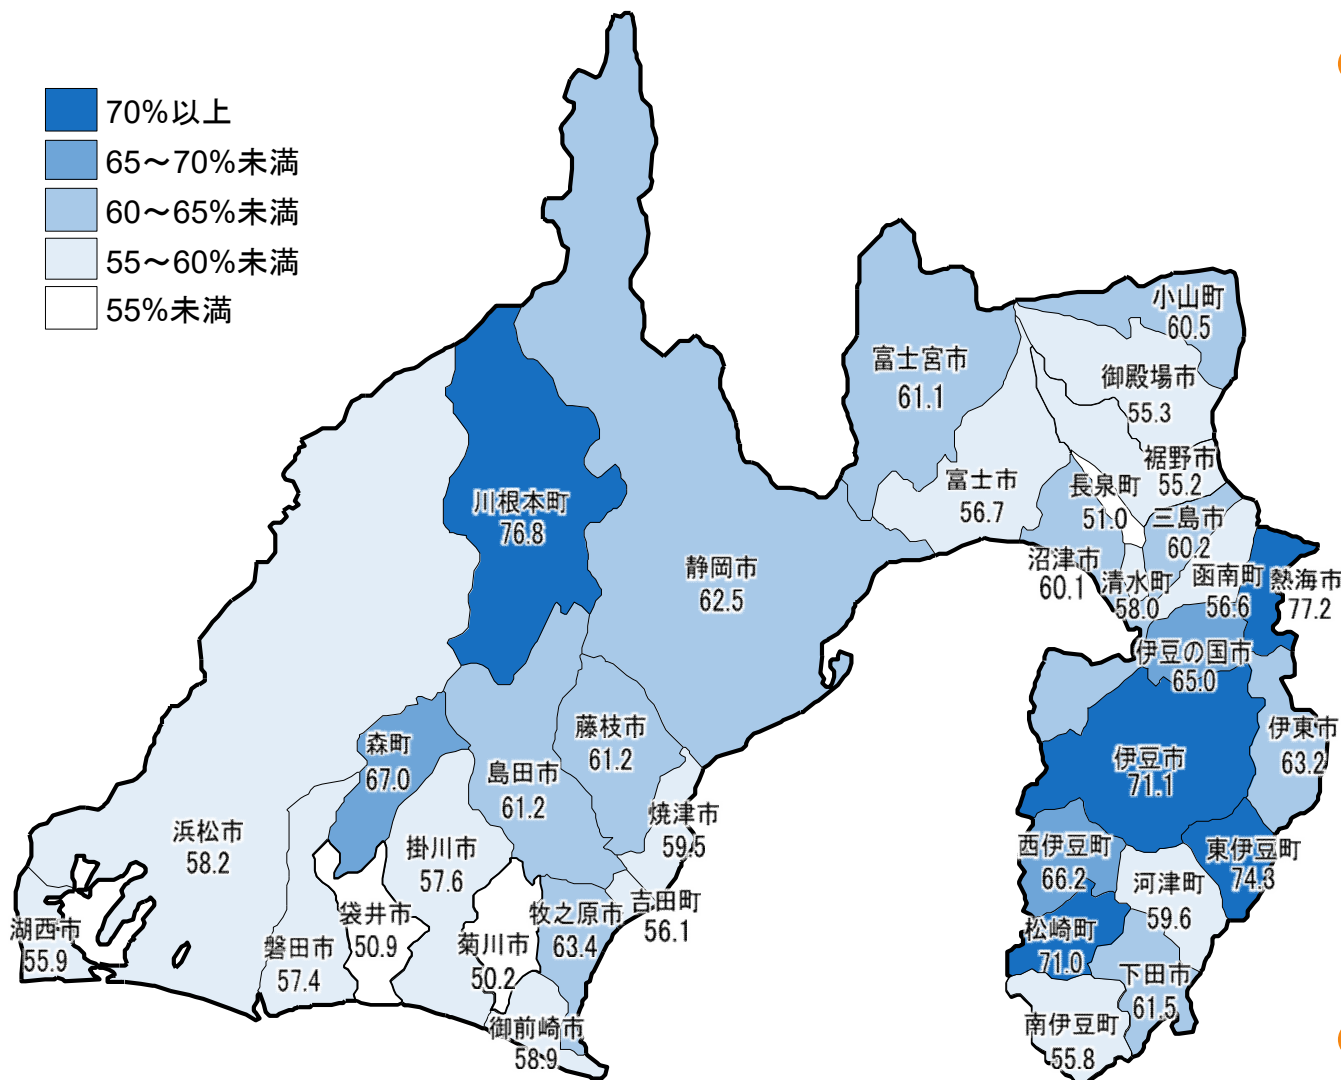 70%以上
65～70%未満
60～65%未満
55～60%未満
55%未満
小山町
60.5
富士宮市
61.1
御殿場市
55.3
裾野市
55.2
富士市
56.7
長泉町
51.0
三島市
60.2
川根本町
76.8
静岡市
62.5
沼津市
60.1
清水町
58.0
函南町
56.6
熱海市
77.2
伊豆の国市
65.0
伊東市
63.2
伊豆市
71.1
森町
67.0
島田市
61.2
藤枝市
61.2
焼津市
59.5
浜松市
58.2
掛川市
57.6
西伊豆町
66.2
東伊豆町
74.3
河津町
59.6
湖西市
55.9
磐田市
57.4
袋井市
50.9
菊川市
50.2
牧之原市
63.4
吉田町
56.1
松崎町
71.0
下田市
61.5
御前崎市
58.9
南伊豆町
55.8